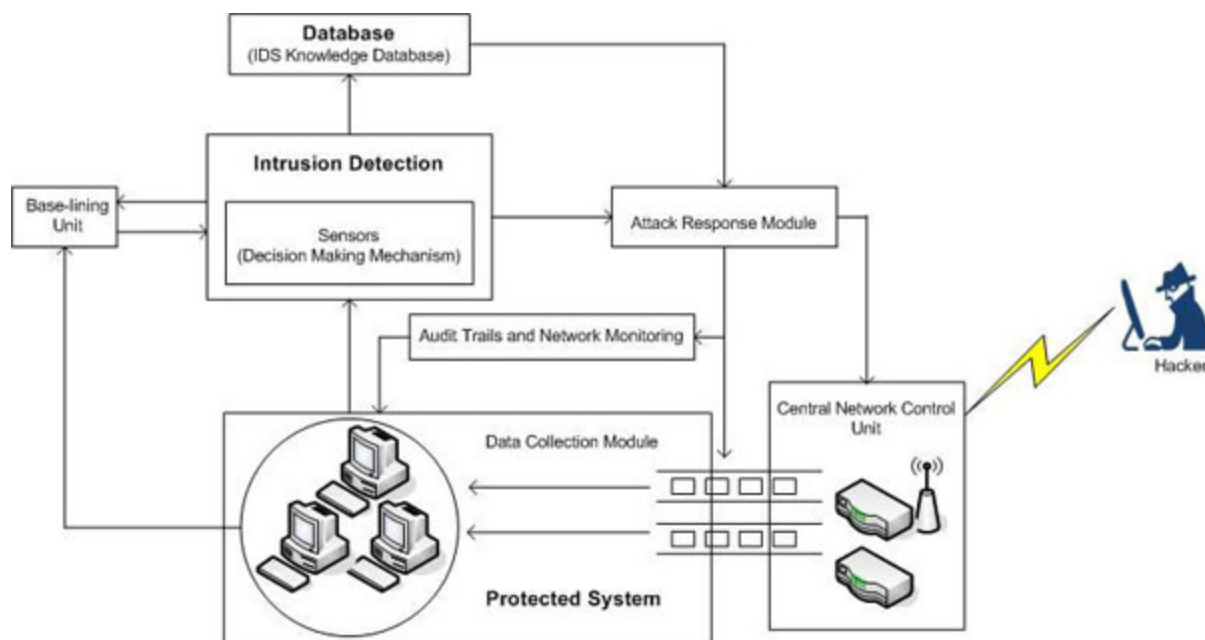 Database
(IDS Knowledge Database)
Intrusion Detection
Base-lining
Unit
Sensors
(Decision Making Mechanism)
Attack Response Module
Audit Trails and Network Monitoring
Hacker
Central Network Control
Unit
Data Collection Module
Protected System